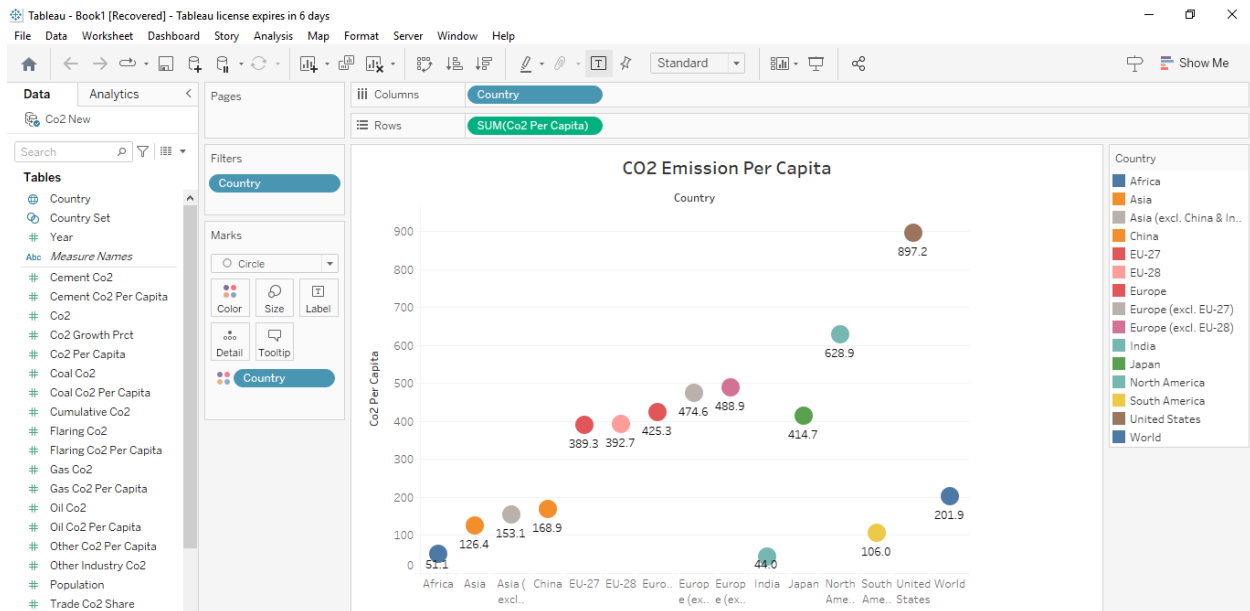 Tableau - Book1 [Recovered] - Tableau license expires in 6 days
File Data Worksheet Dashboard Story Analysis Map Format Server Window Help
Standard
Show Me
Data Analytics
Co2 New
Search
Tables
Country
Country Set
Year
Abc Measure Names
Cement Co2
Cement Co2 Per Capita
Co2
Co2 Growth Prct
Co2 Per Capita
Coal Co2
Coal Co2 Per Capita
Cumulative Co2
Flaring Co2
Flaring Co2 Per Capita
Gas Co2
Gas Co2 Per Capita
Oil Co2
Oil Co2 Per Capita
Other Co2 Per Capita
Other Industry Co2
Population
Trade Co2 Share
Pages
Filters
Country
Marks
Circle
Color Size Label
Detail Tooltip
Country
Columns Country
Rows SUM(Co2 Per Capita)
CO2 Emission Per Capita
Country
Co2 Per Capita
900
800
700
600
500
400
300
200
100
0
51.1
126.4
153.1
168.9
389.3
392.7
425.3
474.6
488.9
44.0
414.7
628.9
106.0
897.2
201.9
Africa Asia Asia ( China EU-27 EU-28 Euro.. Europ Europ India Japan North South United World
excl.. e (ex.. e (ex.. Ame.. Ame.. States
Country
Africa
Asia
Asia (excl. China & In..
China
EU-27
EU-28
Europe
Europe (excl. EU-27)
Europe (excl. EU-28)
India
Japan
North America
South America
United States
World